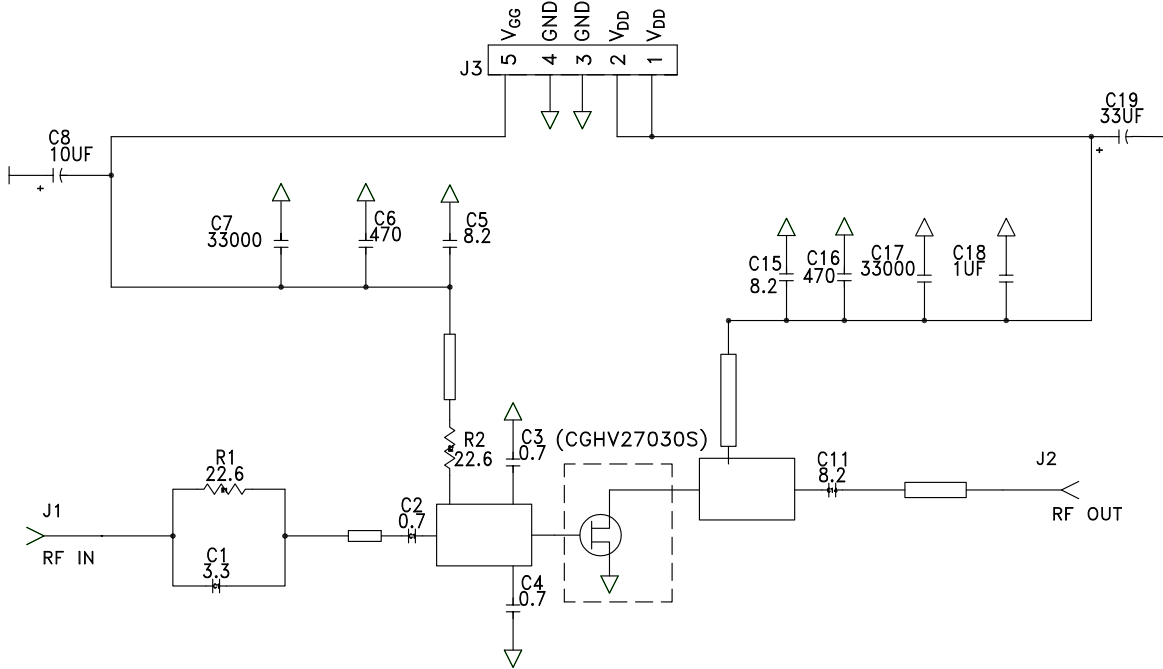 VGG GND GND VDD VDD
J3 5 4 3 2 1
C19
33UF
+
C8
10UF
+
C7
33000
C6
470
C5
8.2
C15
8.2
C16
470
C17
33000
C18
1UF
R2
22.6
C3
0.7
(CGHV27030S)
R1
22.6
C11
8.2
J2
RF OUT
J1
RF IN
C2
0.7
C1
3.3
C4
0.7